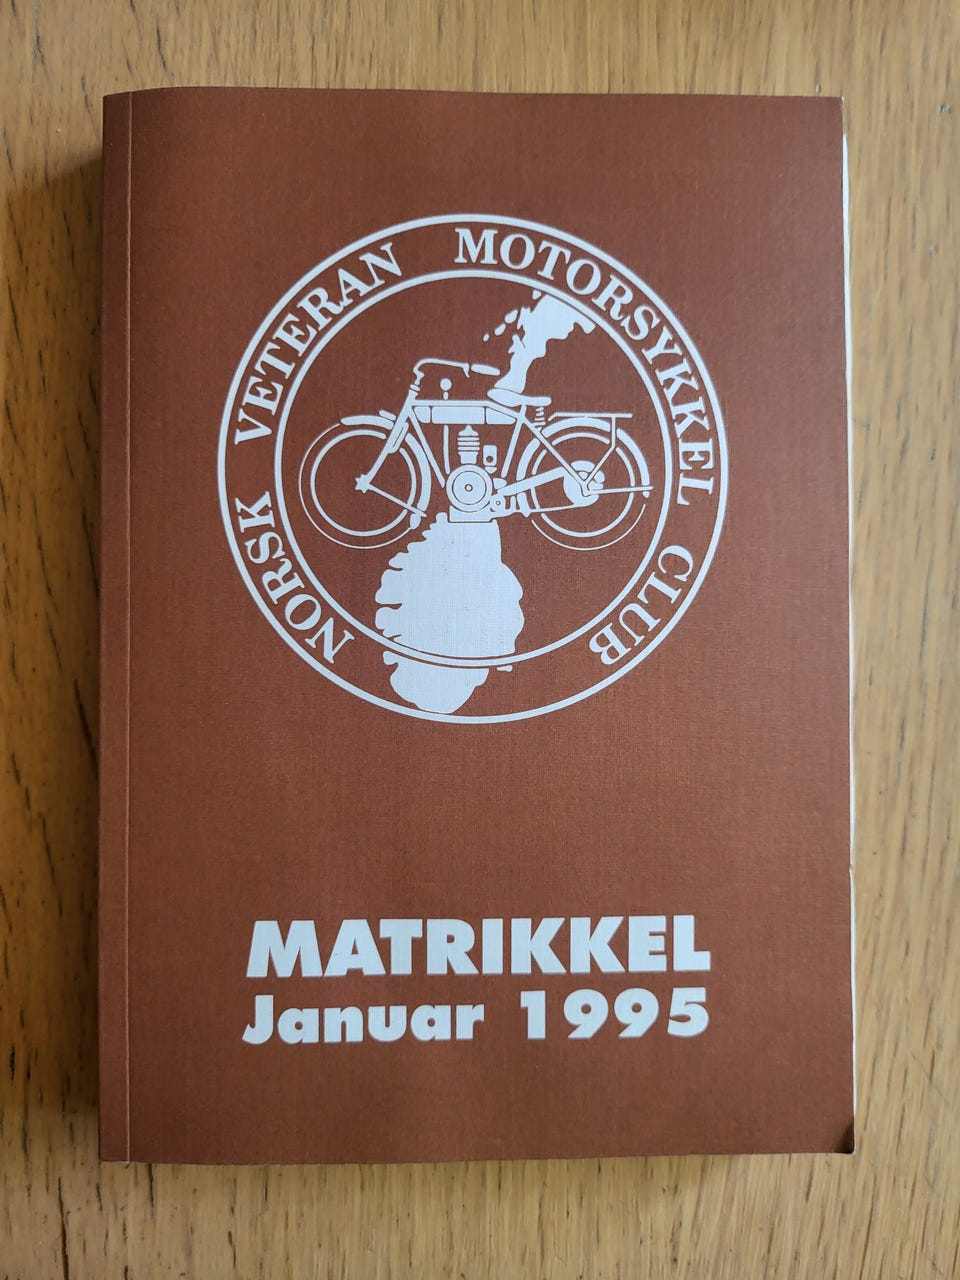 NORSK VETERAN MOTORSYKKEL CLUB
MATRIKKEL
Januar 1995